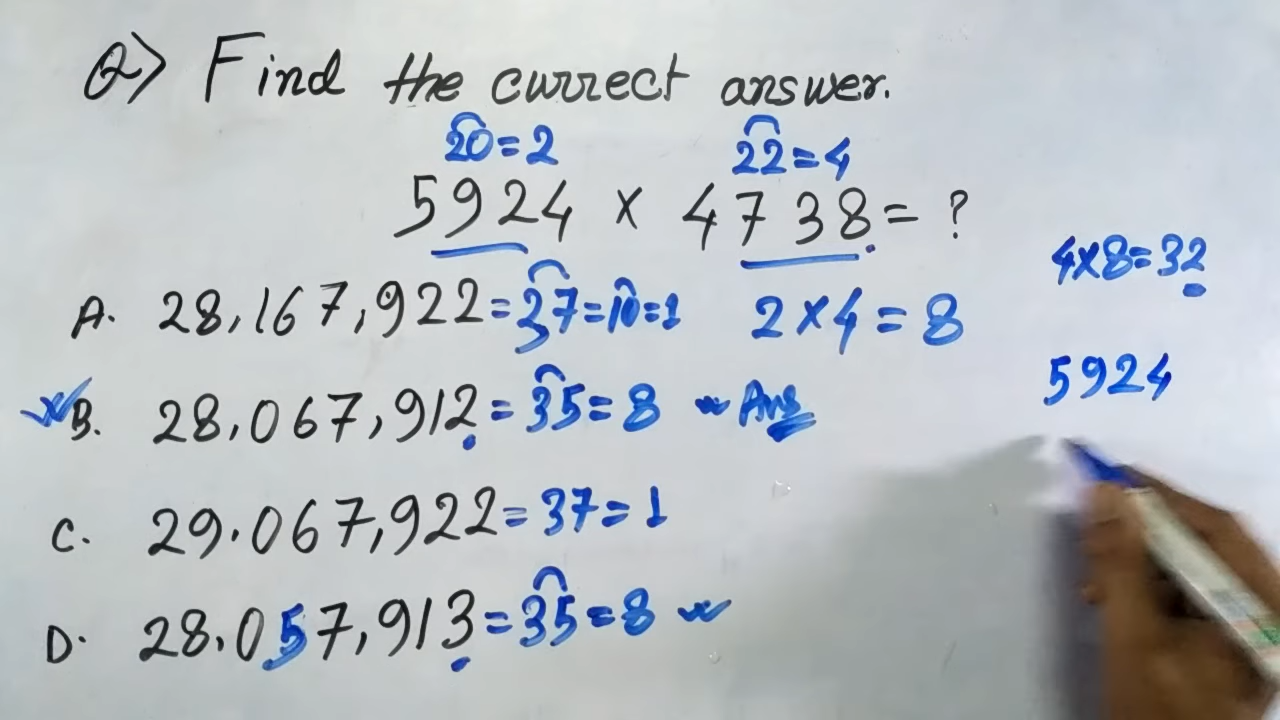 Q> Find the currect answer.
20=2 22=4
5924 x 4738 = ?
4x8=32
A. 28,167,922=37=10=1 2x4=8
5924
B. 28,067,912=35=8 Ans
C. 29.067,922=37=1
D. 28.057,913=35=8